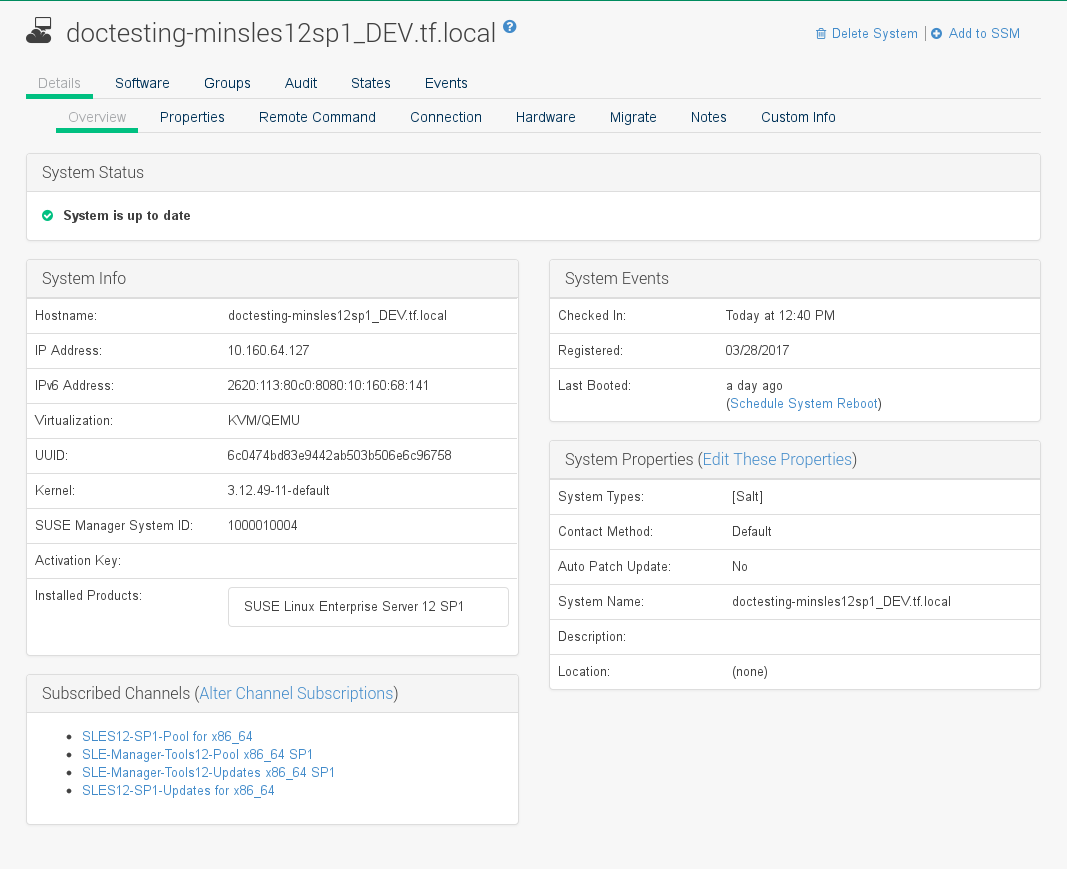 doctesting-minsles12sp1_DEV.tf.local ?
Delete System | Add to SSM
Details Software Groups Audit States Events
Overview Properties Remote Command Connection Hardware Migrate Notes Custom Info
System Status
System is up to date
System Info
Hostname: doctesting-minsles12sp1_DEV.tf.local
IP Address: 10.160.64.127
IPv6 Address: 2620:113:80c0:8080:10:160:68:141
Virtualization: KVM/QEMU
UUID: 6c0474bd83e9442ab503b506e6c96758
Kernel: 3.12.49-11-default
SUSE Manager System ID: 1000010004
Activation Key:
Installed Products: SUSE Linux Enterprise Server 12 SP1
Subscribed Channels (Alter Channel Subscriptions)
SLES12-SP1-Pool for x86_64
SLE-Manager-Tools12-Pool x86_64 SP1
SLE-Manager-Tools12-Updates x86_64 SP1
SLES12-SP1-Updates for x86_64
System Events
Checked In: Today at 12:40 PM
Registered: 03/28/2017
Last Booted: a day ago
(Schedule System Reboot)
System Properties (Edit These Properties)
System Types: [Salt]
Contact Method: Default
Auto Patch Update: No
System Name: doctesting-minsles12sp1_DEV.tf.local
Description:
Location: (none)